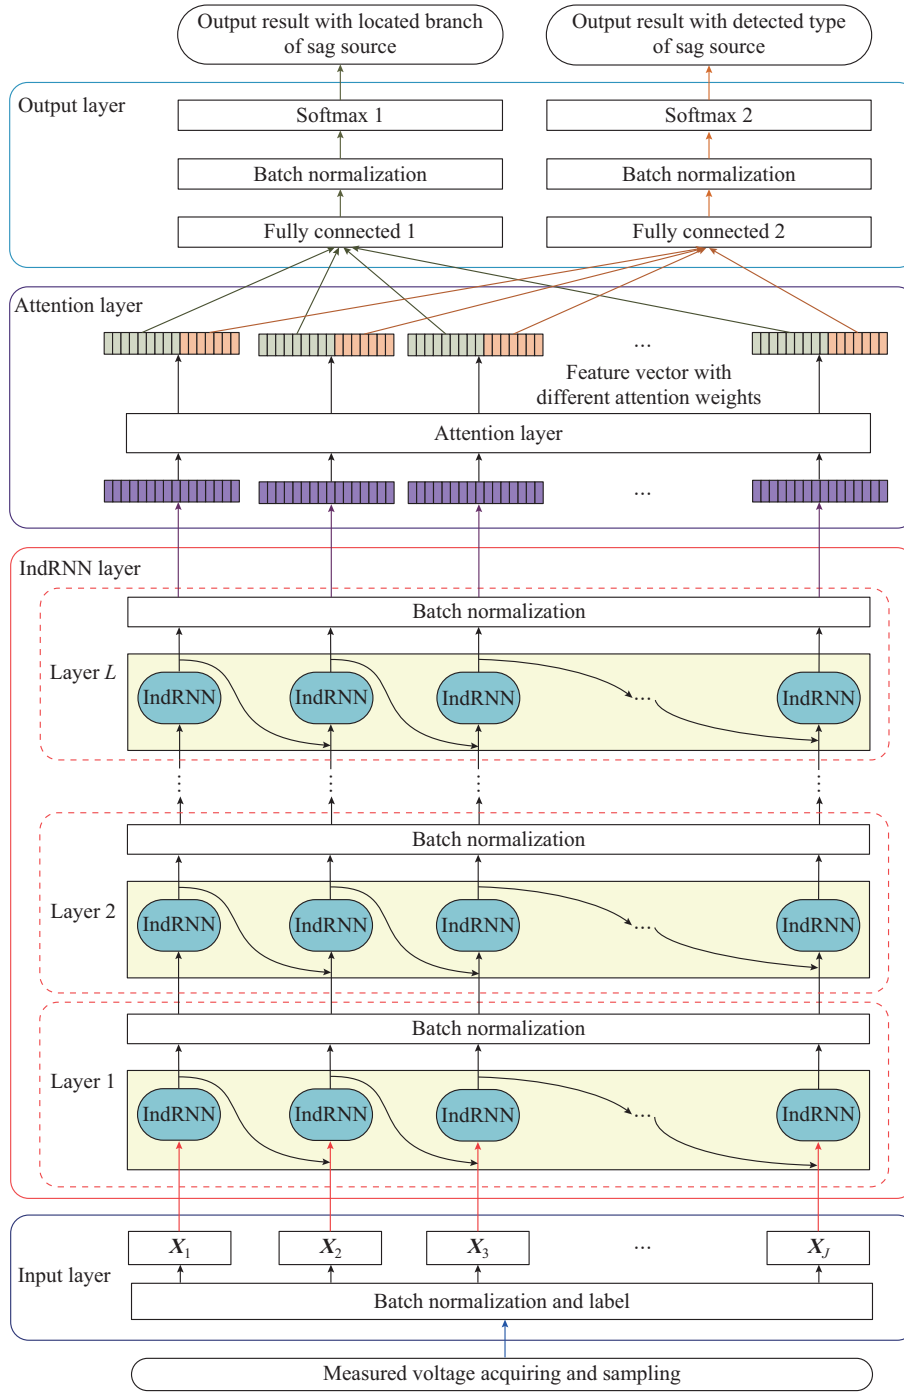 Output result with located branch
of sag source
Output result with detected type
of sag source
Output layer
Softmax 1
Softmax 2
Batch normalization
Batch normalization
Fully connected 1
Fully connected 2
Attention layer
...
Feature vector with
different attention weights
Attention layer
...
IndRNN layer
Batch normalization
Layer L
IndRNN
IndRNN
IndRNN
...
IndRNN
...
...
...
...
Batch normalization
Layer 2
IndRNN
IndRNN
IndRNN
...
IndRNN
Batch normalization
Layer 1
IndRNN
IndRNN
IndRNN
...
IndRNN
Input layer
X1
X2
X3
...
XJ
Batch normalization and label
Measured voltage acquiring and sampling